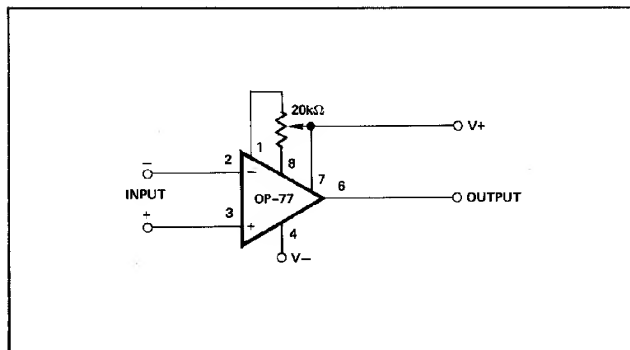 20kΩ
V+
1
8
7
2
−
−
6
INPUT
OP-77
OUTPUT
+
3
+
4
V−